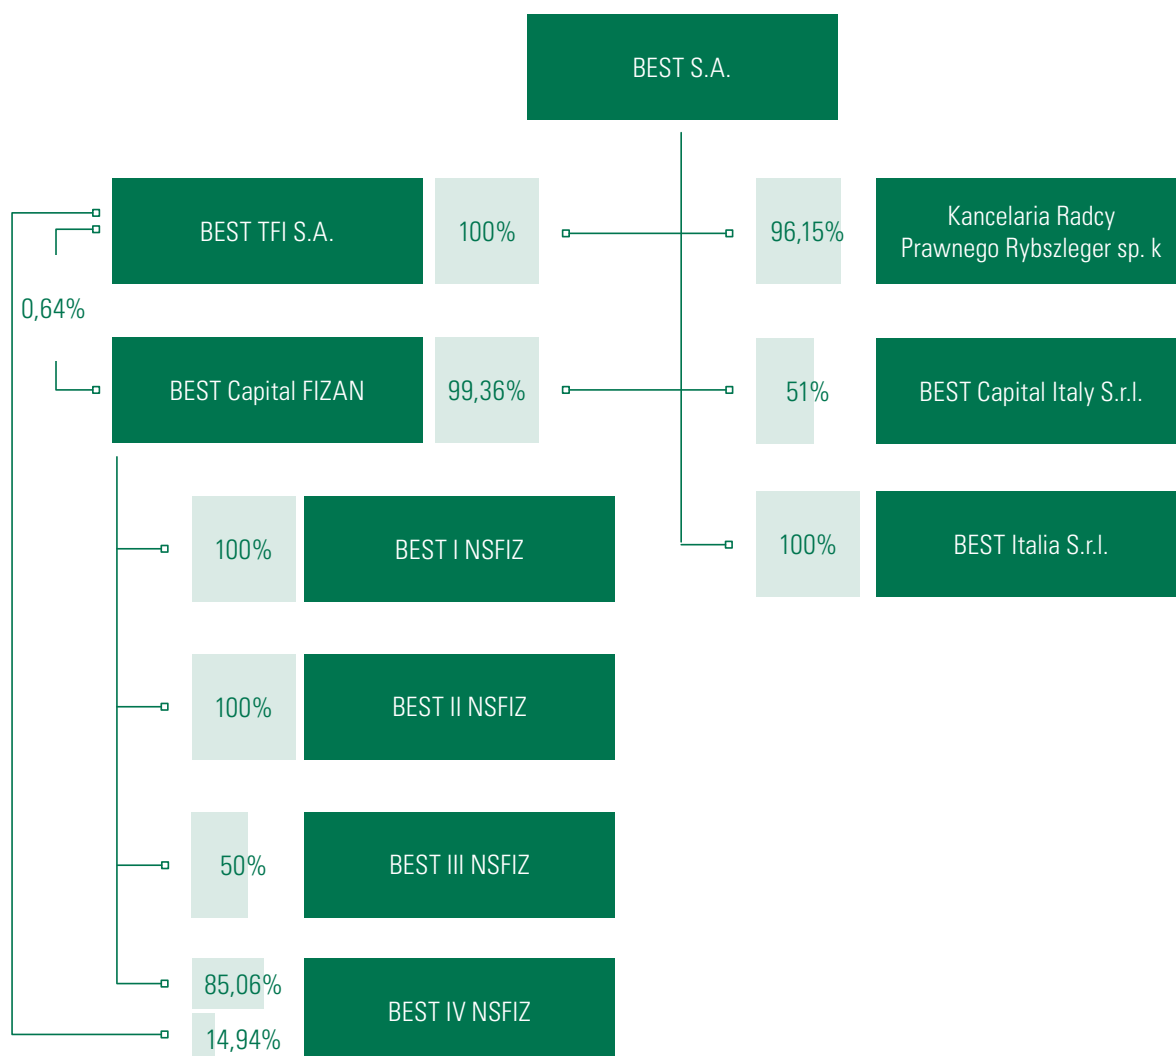 BEST S.A.
BEST TFI S.A.
100%
96,15%
Kancelaria Radcy
Prawnego Rybszleger sp. k
0,64%
BEST Capital FIZAN
99,36%
51%
BEST Capital Italy S.r.l.
100%
BEST I NSFIZ
100%
BEST Italia S.r.l.
100%
BEST II NSFIZ
50%
BEST III NSFIZ
85,06%
BEST IV NSFIZ
14,94%